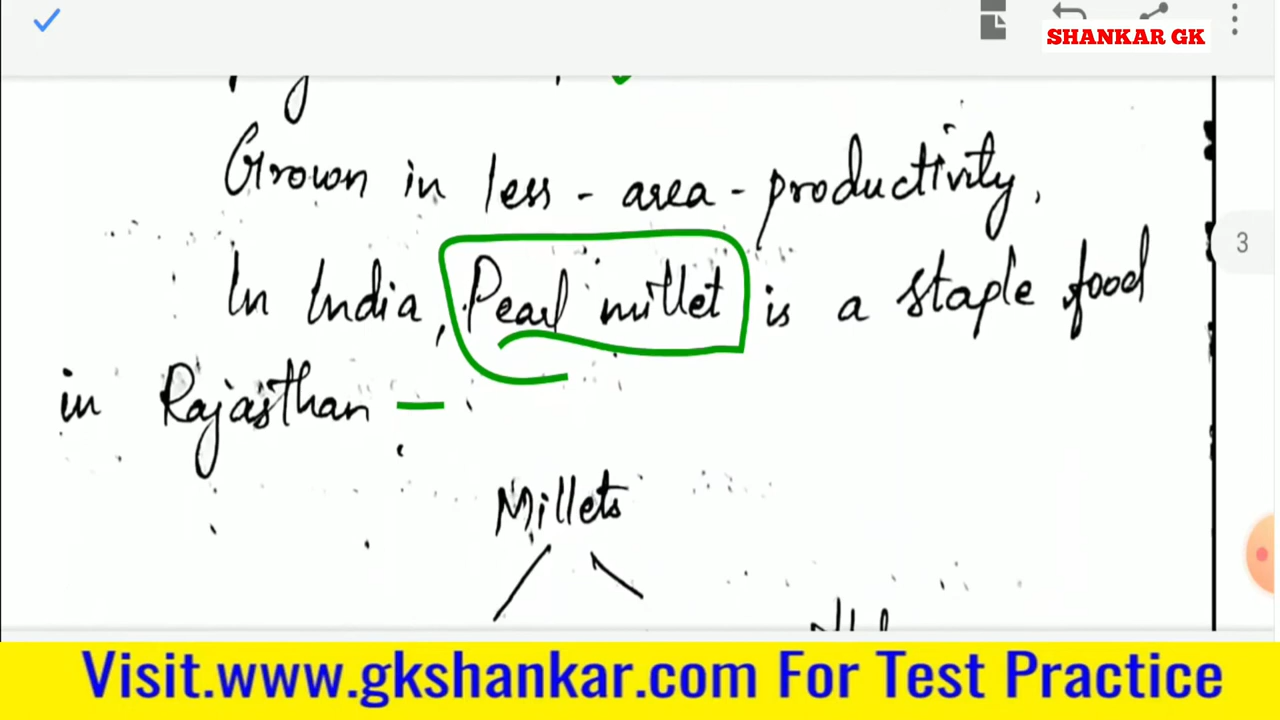 SHANKAR GK
Grown in less - area - productivity.
3
In India, Pearl millet is a staple food
in Rajasthan -
Millets
Visit.www.gkshankar.com For Test Practice